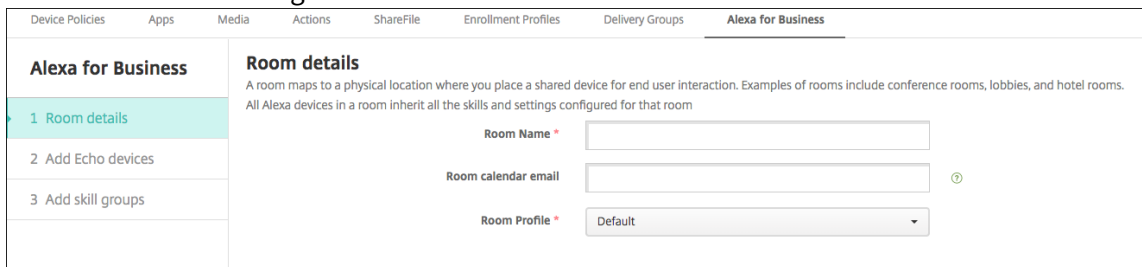 Device Policies Apps Media Actions ShareFile Enrollment Profiles Delivery Groups Alexa for Business
Alexa for Business
1 Room details
2 Add Echo devices
3 Add skill groups
Room details
A room maps to a physical location where you place a shared device for end user interaction. Examples of rooms include conference rooms, lobbies, and hotel rooms.
All Alexa devices in a room inherit all the skills and settings configured for that room
Room Name *
Room calendar email
?
Room Profile * Default